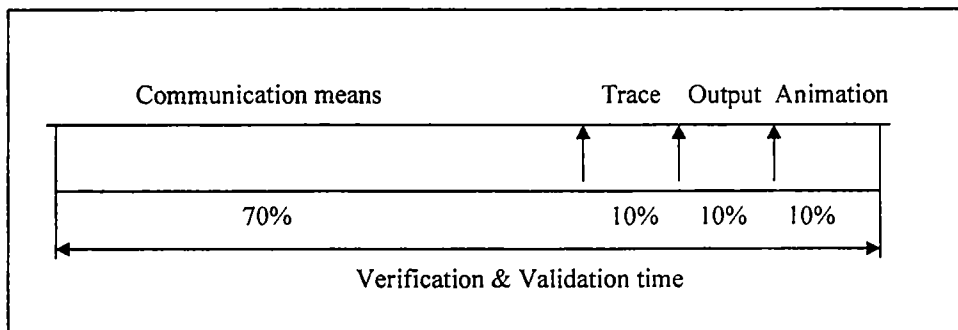 Communication means Trace Output Animation
70% 10% 10% 10%
Verification & Validation time